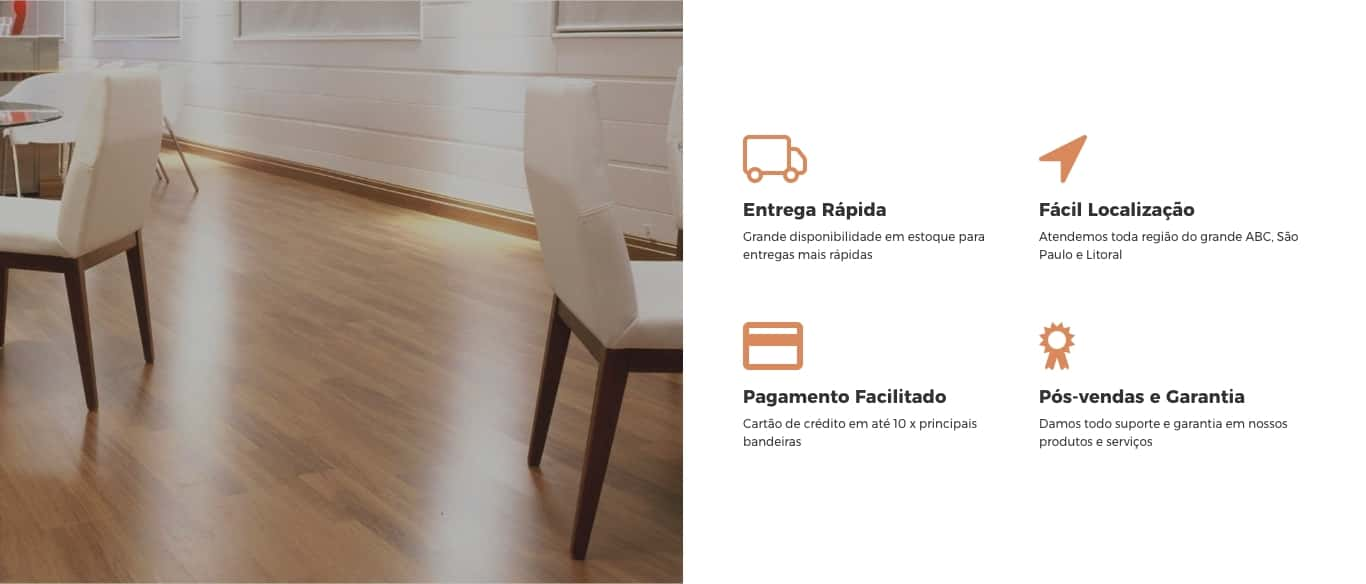 Entrega Rápida
Grande disponibilidade em estoque para
entregas mais rápidas
Fácil Localização
Atendemos toda região do grande ABC, São
Paulo e Litoral
Pagamento Facilitado
Cartão de crédito em até 10 x principais
bandeiras
Pós-vendas e Garantia
Damos todo suporte e garantia em nossos
produtos e serviços